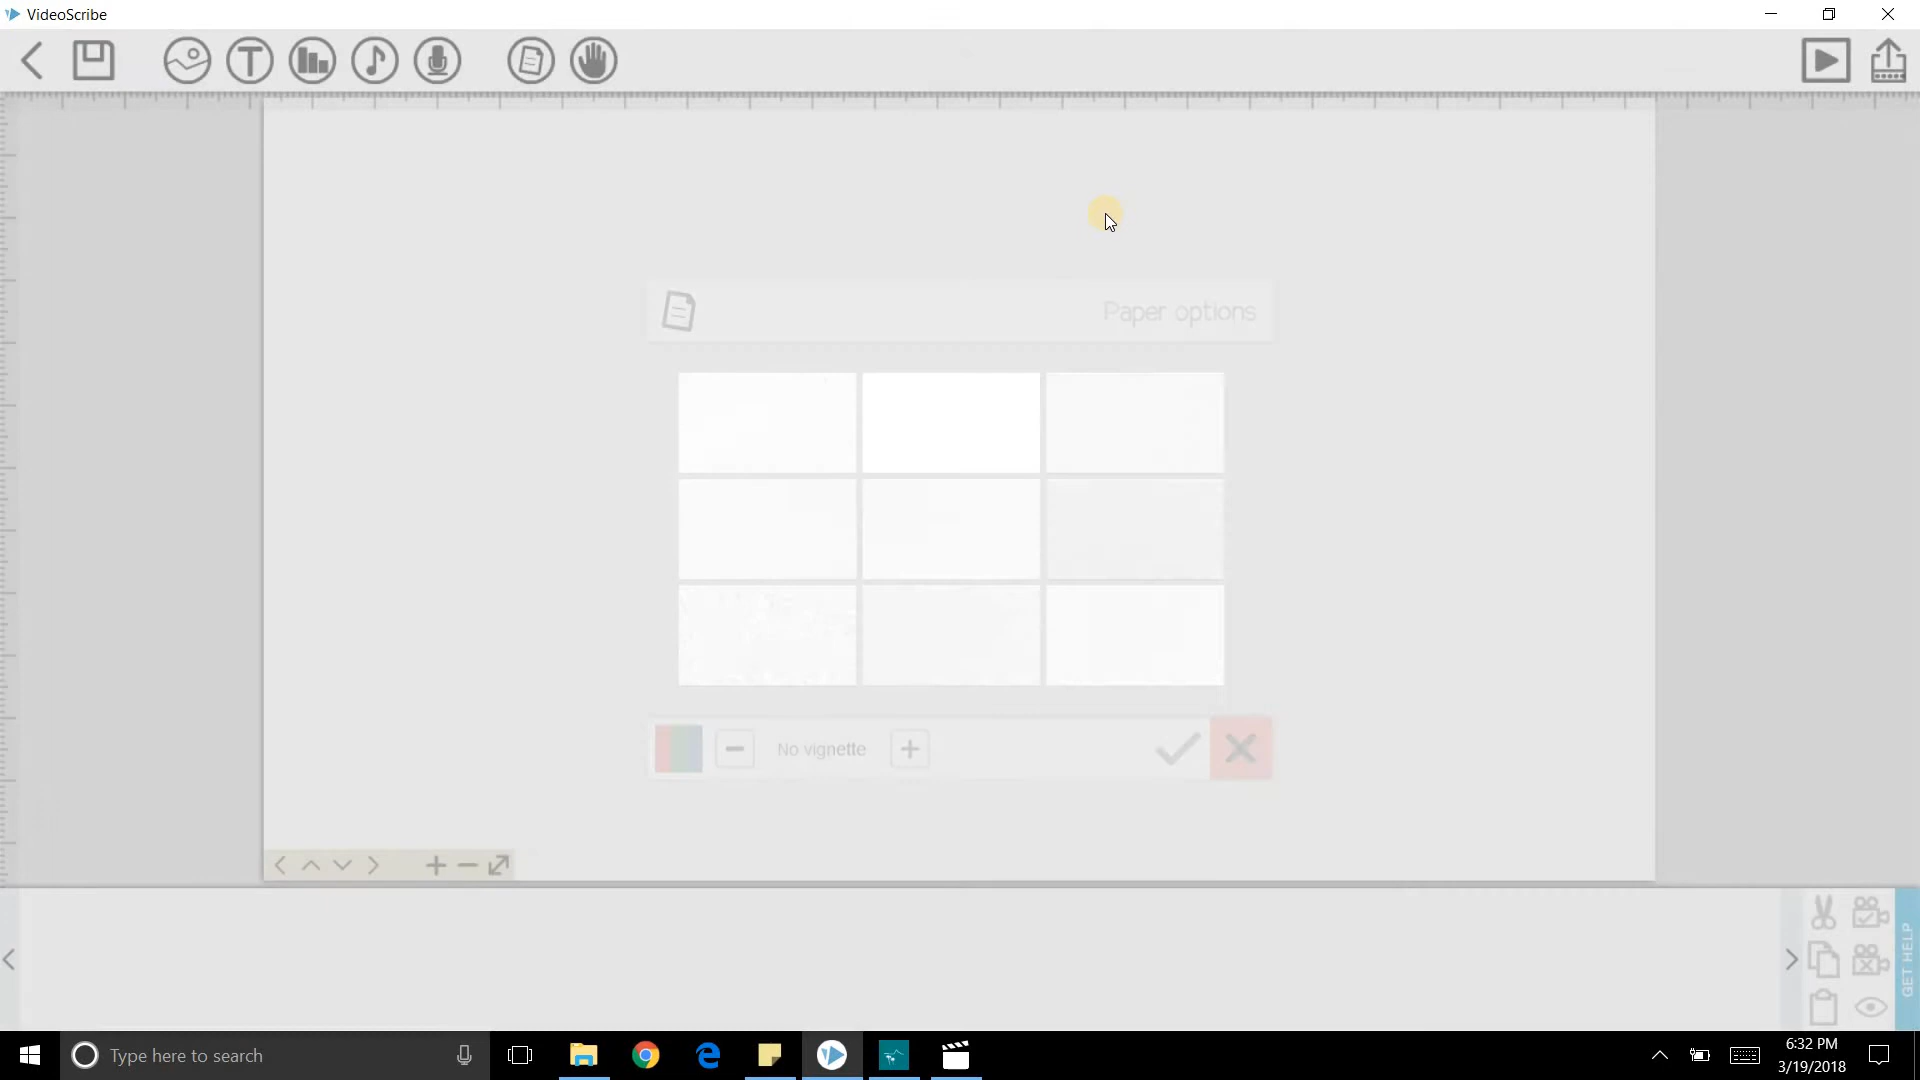 VideoScribe
Paper options
No vignette
GET HELP
Type here to search
6:32 PM
3/19/2018